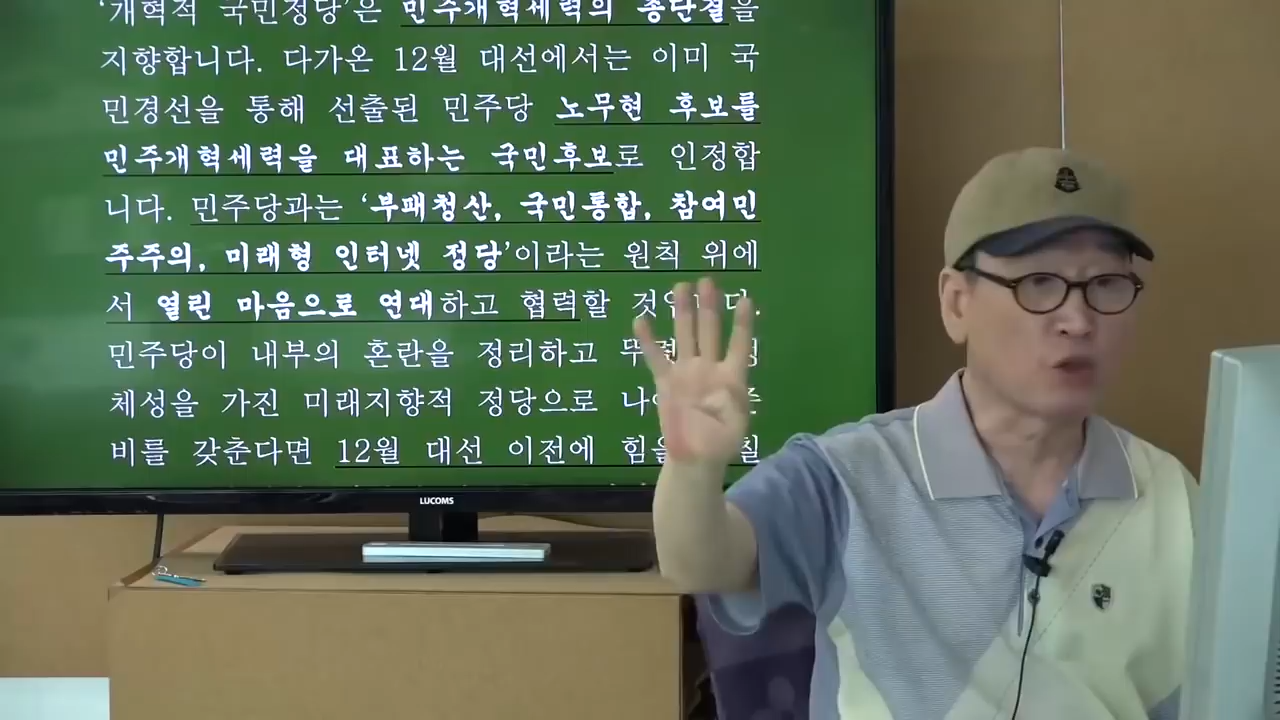 ‘개혁적 국민정당’은 민주개혁세력의 총단결을
지향합니다. 다가온 12월 대선에서는 이미 국
민경선을 통해 선출된 민주당 노무현 후보를
민주개혁세력을 대표하는 국민후보로 인정합
니다. 민주당과는 ‘부패청산, 국민통합, 참여민
주주의, 미래형 인터넷 정당’이라는 원칙 위에
서 열린 마음으로 연대하고 협력할
민주당이 내부의 혼란을 정리하고
체성을 가진 미래지향적 정당으로
비를 갖춘다면 12월 대선 이전에 힘을
LUCOMS